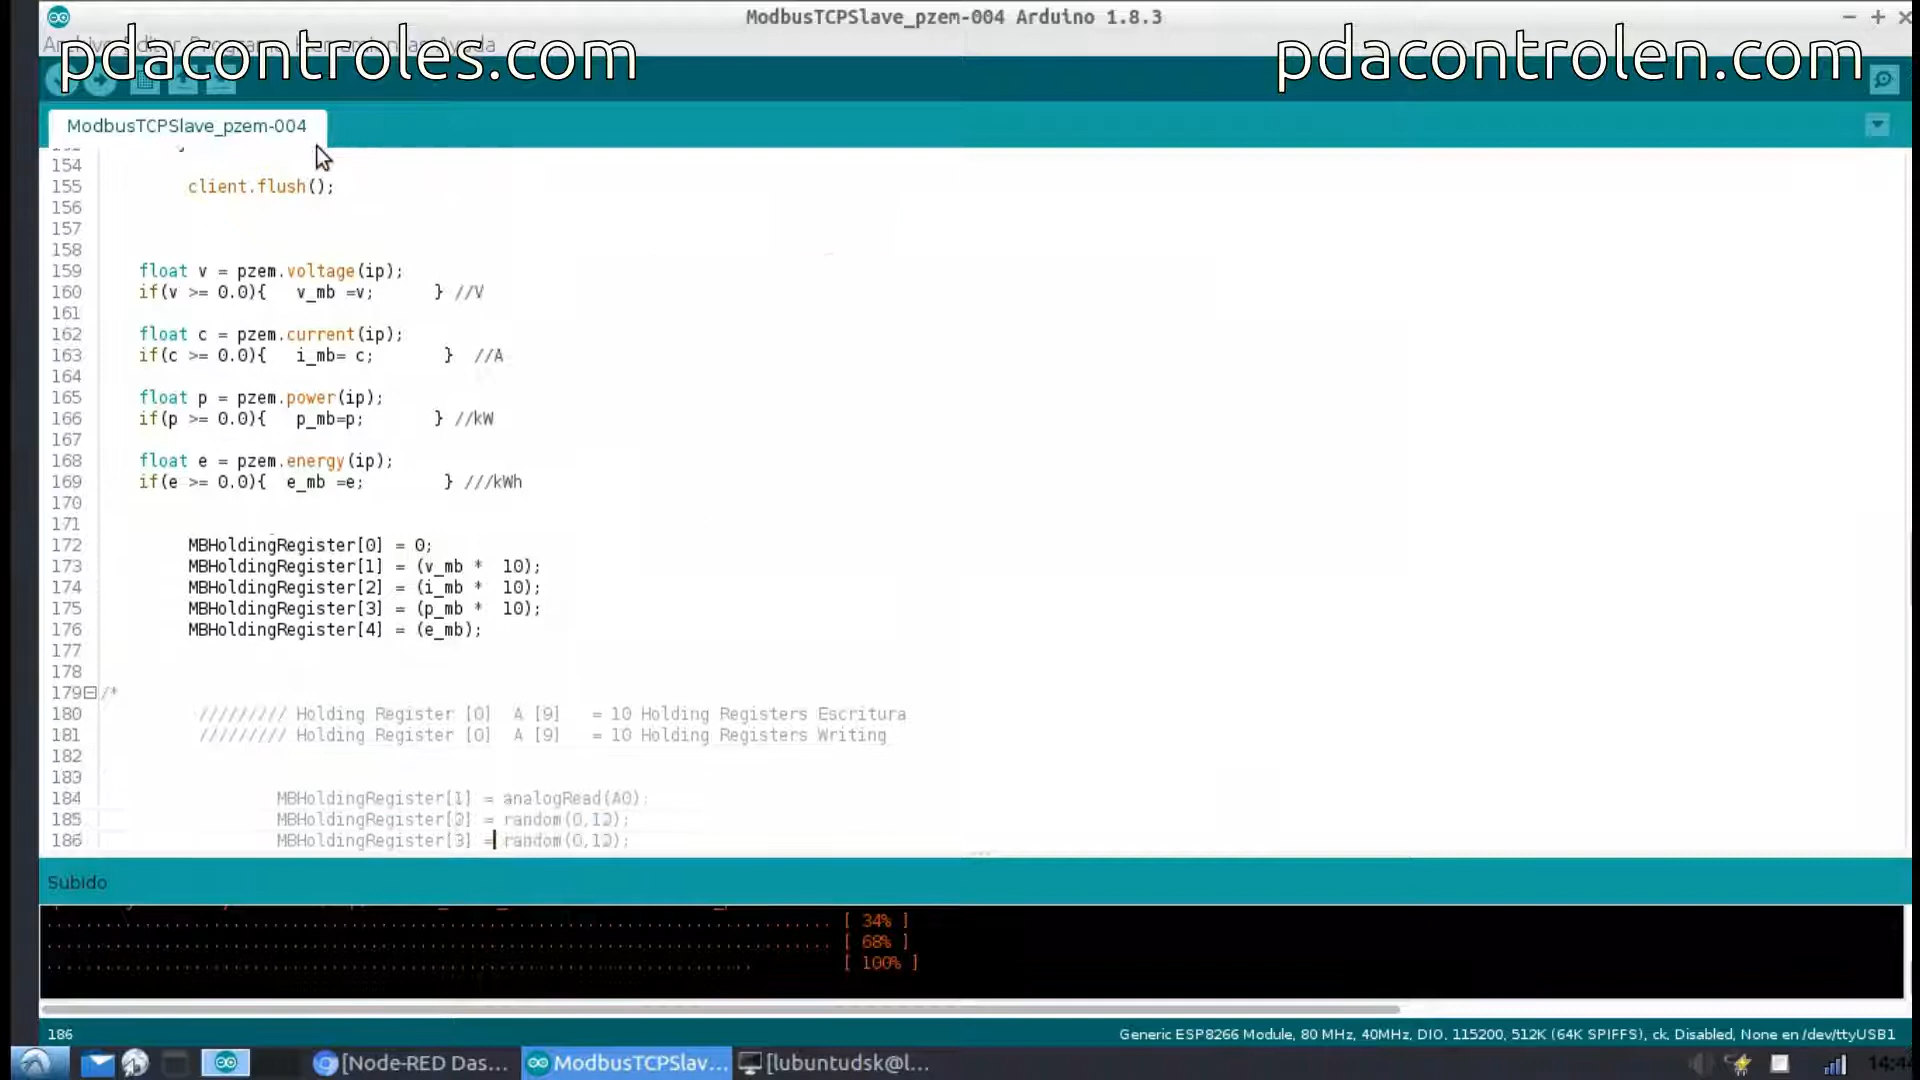 ModbusTCPSlave_pzem-004 Arduino 1.8.3
pdacontroles.com
pdacontrolen.com
ModbusTCPSlave_pzem-004
154
155 client.flush();
156
157
158
159 float v = pzem.voltage(ip);
160 if(v >= 0.0){ v_mb =v; } //V
161
162 float c = pzem.current(ip);
163 if(c >= 0.0){ i_mb= c; } //A
164
165 float p = pzem.power(ip);
166 if(p >= 0.0){ p_mb=p; } //kW
167
168 float e = pzem.energy(ip);
169 if(e >= 0.0){ e_mb =e; } ///kWh
170
171
172 MBHoldingRegister[0] = 0;
173 MBHoldingRegister[1] = (v_mb * 10);
174 MBHoldingRegister[2] = (i_mb * 10);
175 MBHoldingRegister[3] = (p_mb * 10);
176 MBHoldingRegister[4] = (e_mb);
177
178
179 /*
180 ///////// Holding Register [0] A [9] = 10 Holding Registers Escritura
181 ///////// Holding Register [0] A [9] = 10 Holding Registers Writing
182
183
184 MBHoldingRegister[1] = analogRead(A0);
185 MBHoldingRegister[2] = random(0,12);
186 MBHoldingRegister[3] = random(0,12);
Subido
[ 34% ]
[ 68% ]
[ 100% ]
186
Generic ESP8266 Module, 80 MHz, 40MHz, DIO, 115200, 512K (64K SPIFFS), ck, Disabled, None en /dev/ttyUSB1
[Node-RED Das...
ModbusTCPSlav...
[lubuntudsk@l...